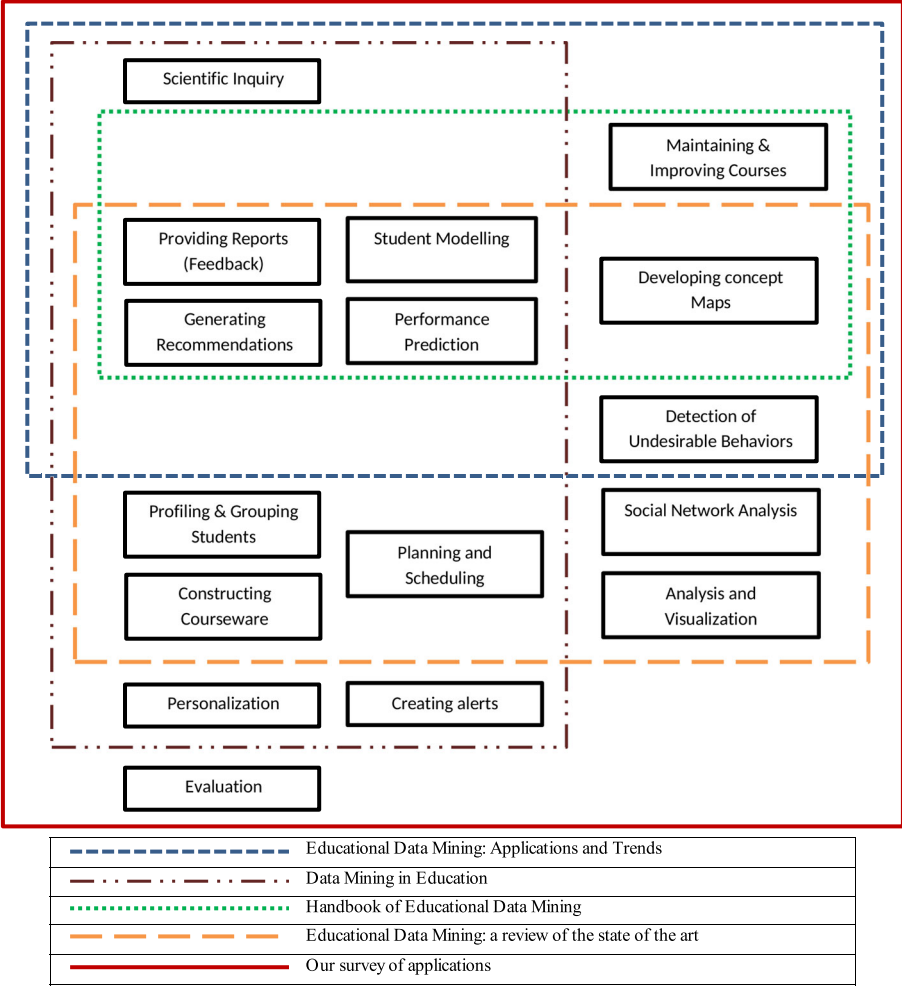 Scientific Inquiry
Maintaining &
Improving Courses
Providing Reports
(Feedback)
Student Modelling
Developing concept
Maps
Generating
Recommendations
Performance
Prediction
Detection of
Undesirable Behaviors
Profiling & Grouping
Students
Social Network Analysis
Planning and
Scheduling
Constructing
Courseware
Analysis and
Visualization
Personalization
Creating alerts
Evaluation
Educational Data Mining: Applications and Trends
Data Mining in Education
Handbook of Educational Data Mining
Educational Data Mining: a review of the state of the art
Our survey of applications